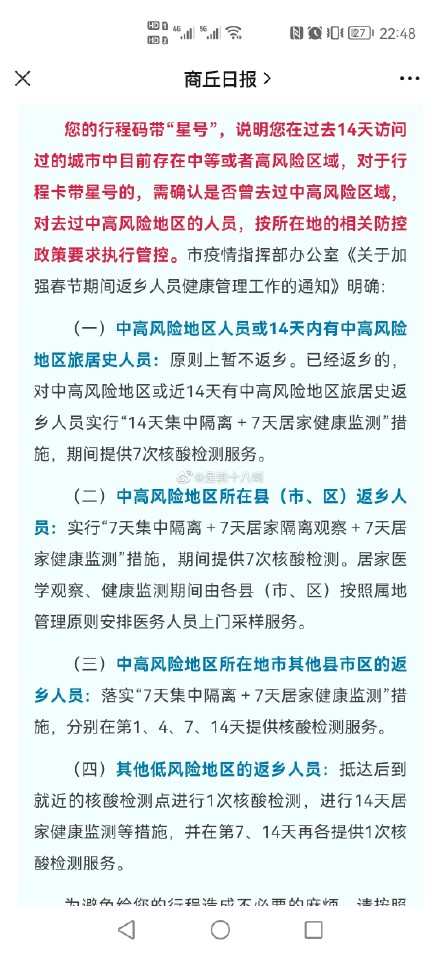 HD 1 4G 5G 27 22:48
HD 2
商丘日报
您的行程码带“星号”，说明您在过去14天访问
过的城市中目前存在中等或者高风险区域，对于行
程卡带星号的，需确认是否曾去过中高风险区域，
对去过中高风险地区的人员，按所在地的相关防控
政策要求执行管控。市疫情指挥部办公室《关于加
强春节期间返乡人员健康管理工作的通知》明确：
（一）中高风险地区人员或14天内有中高风险
地区旅居史人员：原则上暂不返乡。已经返乡的，
对中高风险地区或近14天有中高风险地区旅居史返
乡人员实行“14天集中隔离＋7天居家健康监测”措
施，期间提供7次核酸检测服务。
（二）中高风险地区所在县（市、区）返乡人
员：实行“7天集中隔离＋7天居家隔离观察＋7天居
家健康监测”措施，期间提供7次核酸检测。居家医
学观察、健康监测期间由各县（市、区）按照属地
管理原则安排医务人员上门采样服务。
（三）中高风险地区所在地市其他县市区的返
乡人员：落实“7天集中隔离＋7天居家健康监测”措
施，分别在第1、4、7、14天提供核酸检测服务。
（四）其他低风险地区的返乡人员：抵达后到
就近的核酸检测点进行1次核酸检测，进行14天居
家健康监测等措施，并在第7、14天再各提供1次核
酸检测服务。
为避免给您的行程造成不必要的麻烦，请按照